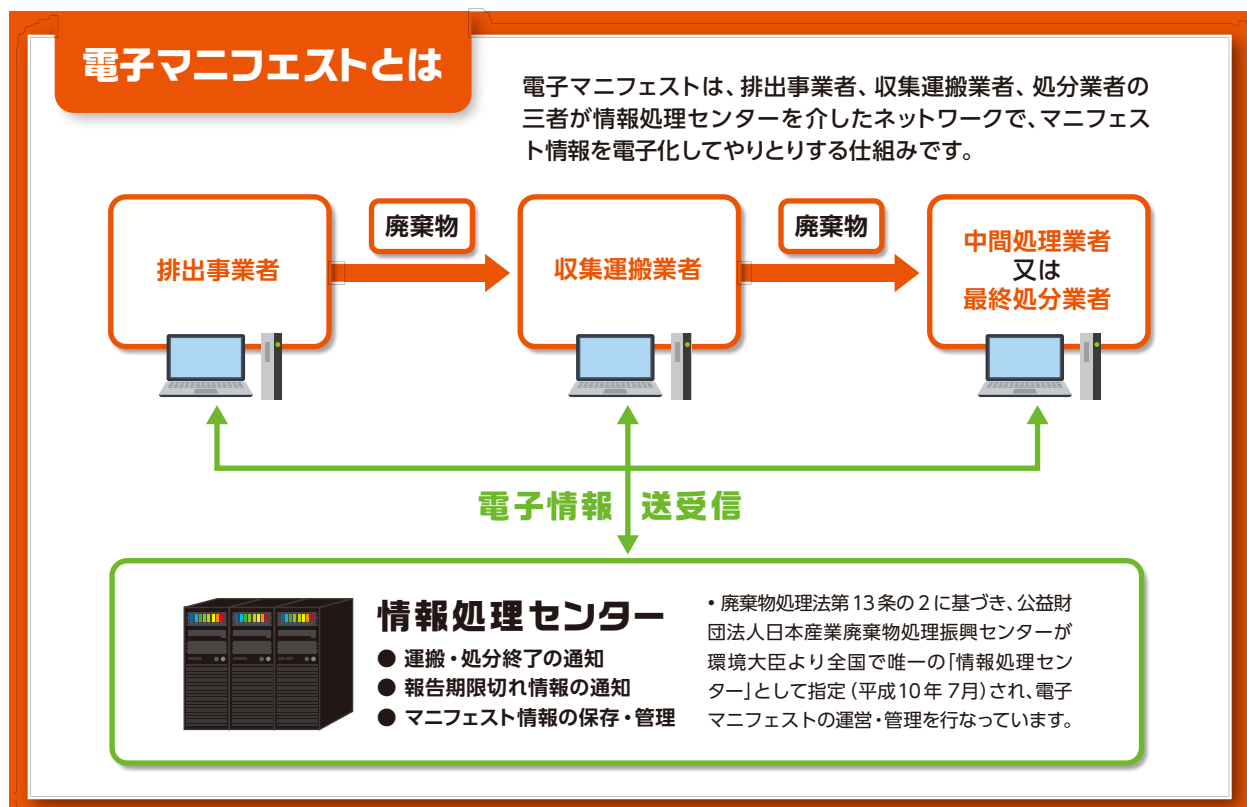 電子マニフェストとは
電子マニフェストは、排出事業者、収集運搬業者、処分業者の
三者が情報処理センターを介したネットワークで、マニフェス
ト情報を電子化してやりとりする仕組みです。
排出事業者
廃棄物
収集運搬業者
廃棄物
中間処理業者
又は
最終処分業者
電子情報 送受信
情報処理センター
● 運搬・処分終了の通知
● 報告期限切れ情報の通知
● マニフェスト情報の保存・管理
・廃棄物処理法第13条の2に基づき、公益財
団法人日本産業廃棄物処理振興センターが
環境大臣より全国で唯一の「情報処理セン
ター」として指定(平成10年7月)され、電子
マニフェストの運営・管理を行なっています。